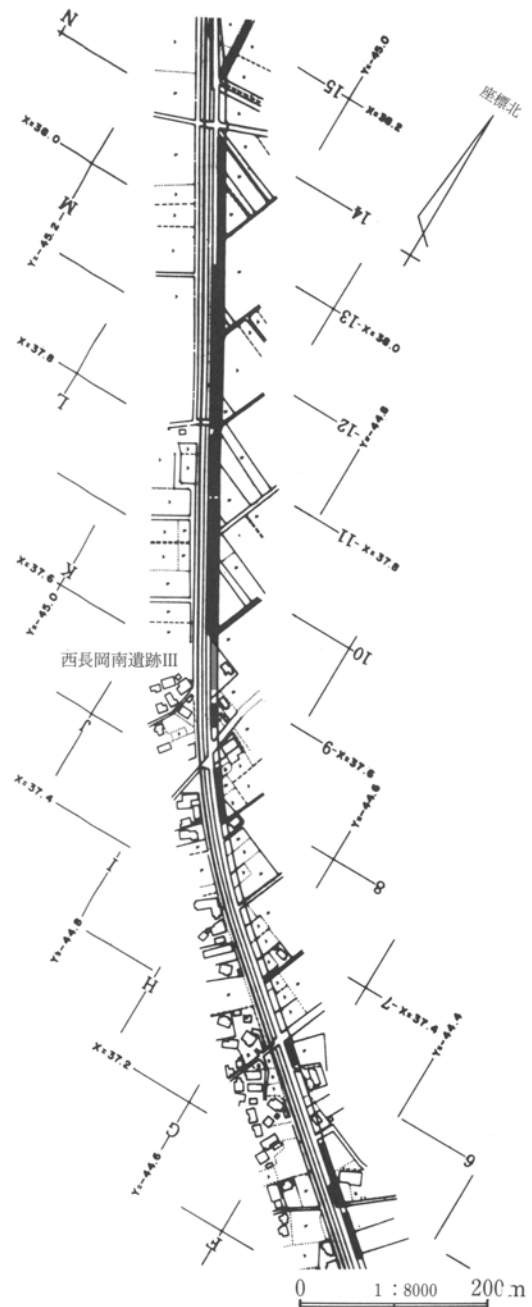 N
Y=-45.0
15
X=38.2
座標北
X=38.0
M
Y=-45.2
14
13
X=38.0
X=37.8
L
12
Y=-44.8
11
X=37.8
K
X=37.6
Y=-45.0
10
西長岡南遺跡III
J
9
X=37.6
X=37.4
Y=-44.6
I
8
Y=-44.8
H
7
X=37.4
Y=-44.4
X=37.2
G
Y=-44.6
6
F
0 1：8000 200m